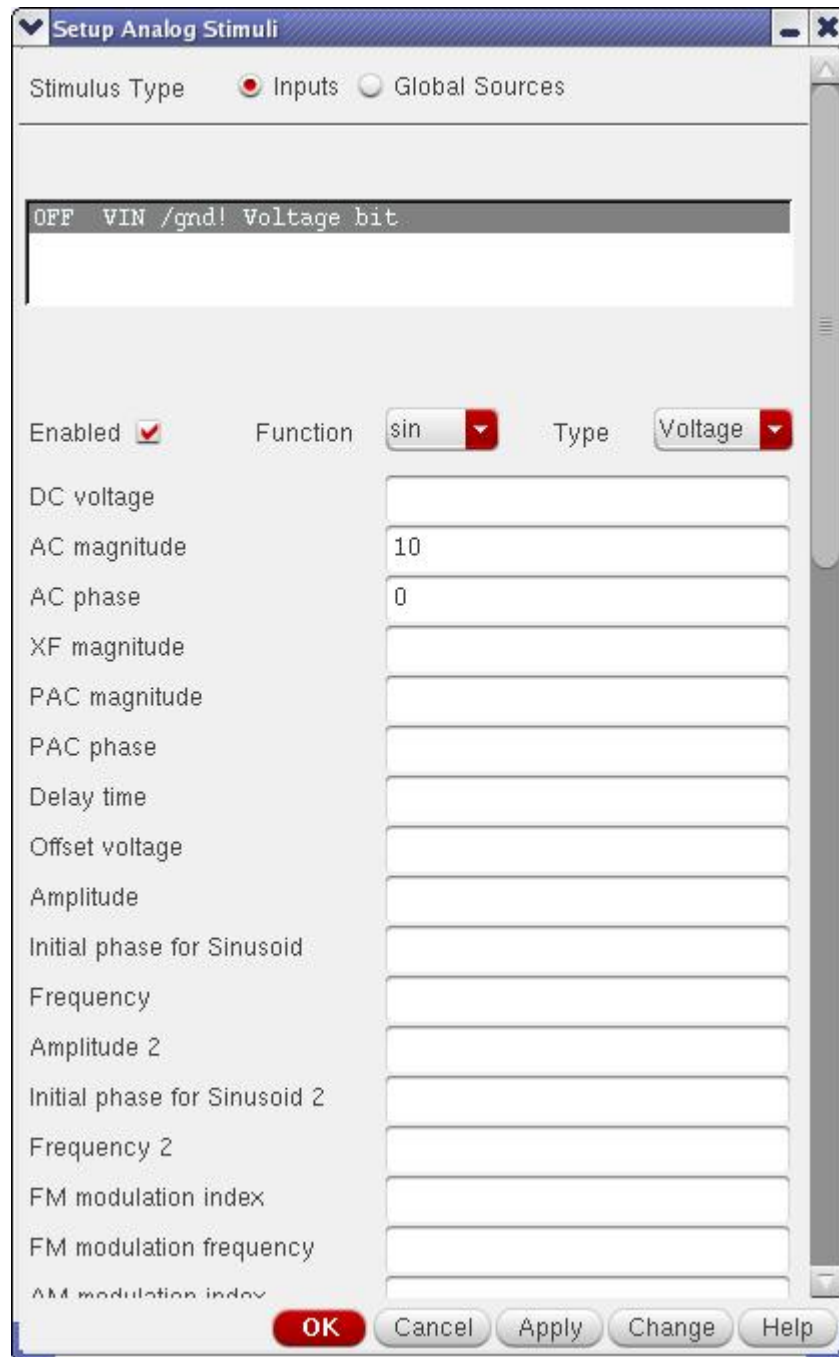 Setup Analog Stimuli
Stimulus Type Inputs Global Sources
OFF VIN /gnd! Voltage bit
Enabled Function sin Type Voltage
DC voltage
AC magnitude 10
AC phase 0
XF magnitude
PAC magnitude
PAC phase
Delay time
Offset voltage
Amplitude
Initial phase for Sinusoid
Frequency
Amplitude 2
Initial phase for Sinusoid 2
Frequency 2
FM modulation index
FM modulation frequency
AM modulation index
OK Cancel Apply Change Help